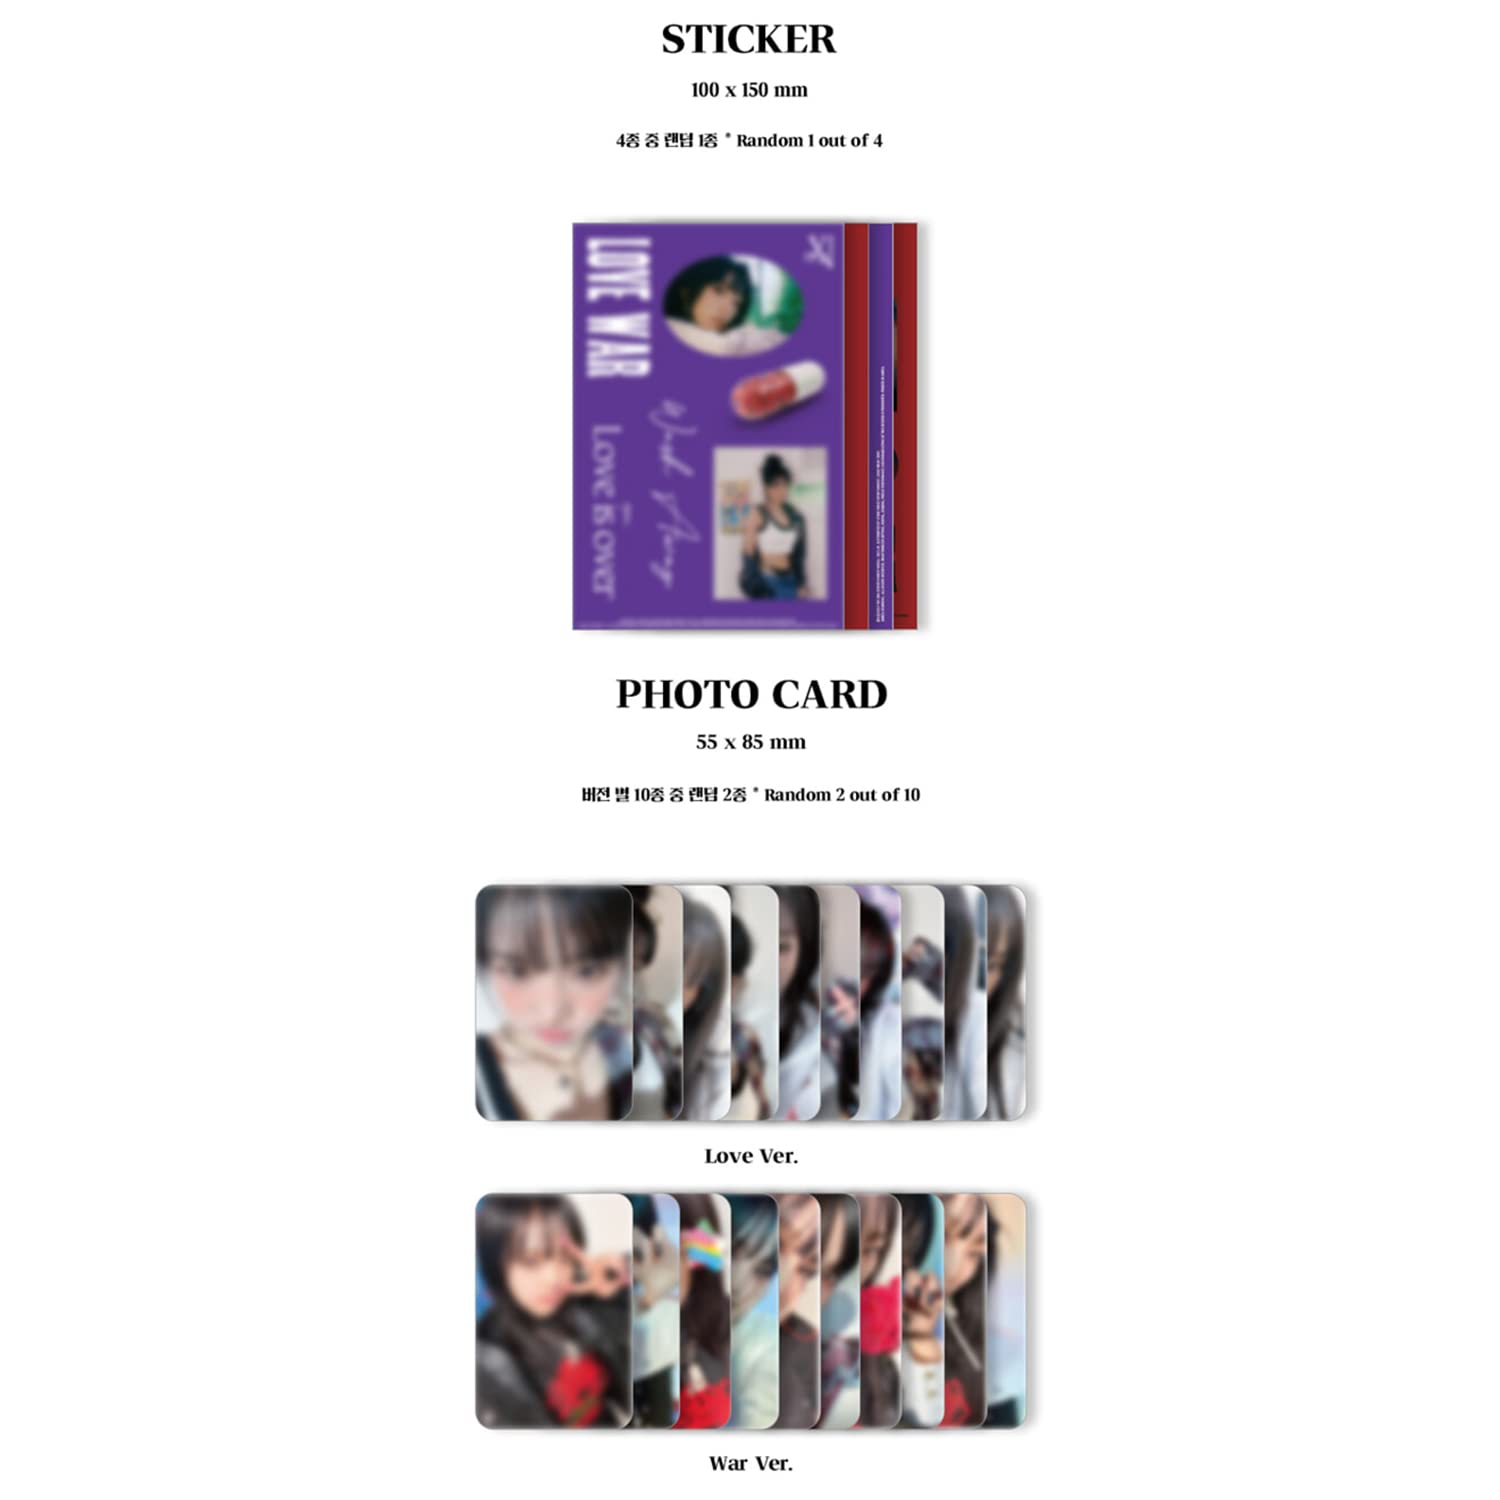 STICKER
100 x 150 mm
4종 중 랜덤 1종 * Random 1 out of 4
LOVE WAR
Wash Away
Love is over
PHOTO CARD
55 x 85 mm
버전 별 10종 중 랜덤 2종 * Random 2 out of 10
Love Ver.
War Ver.